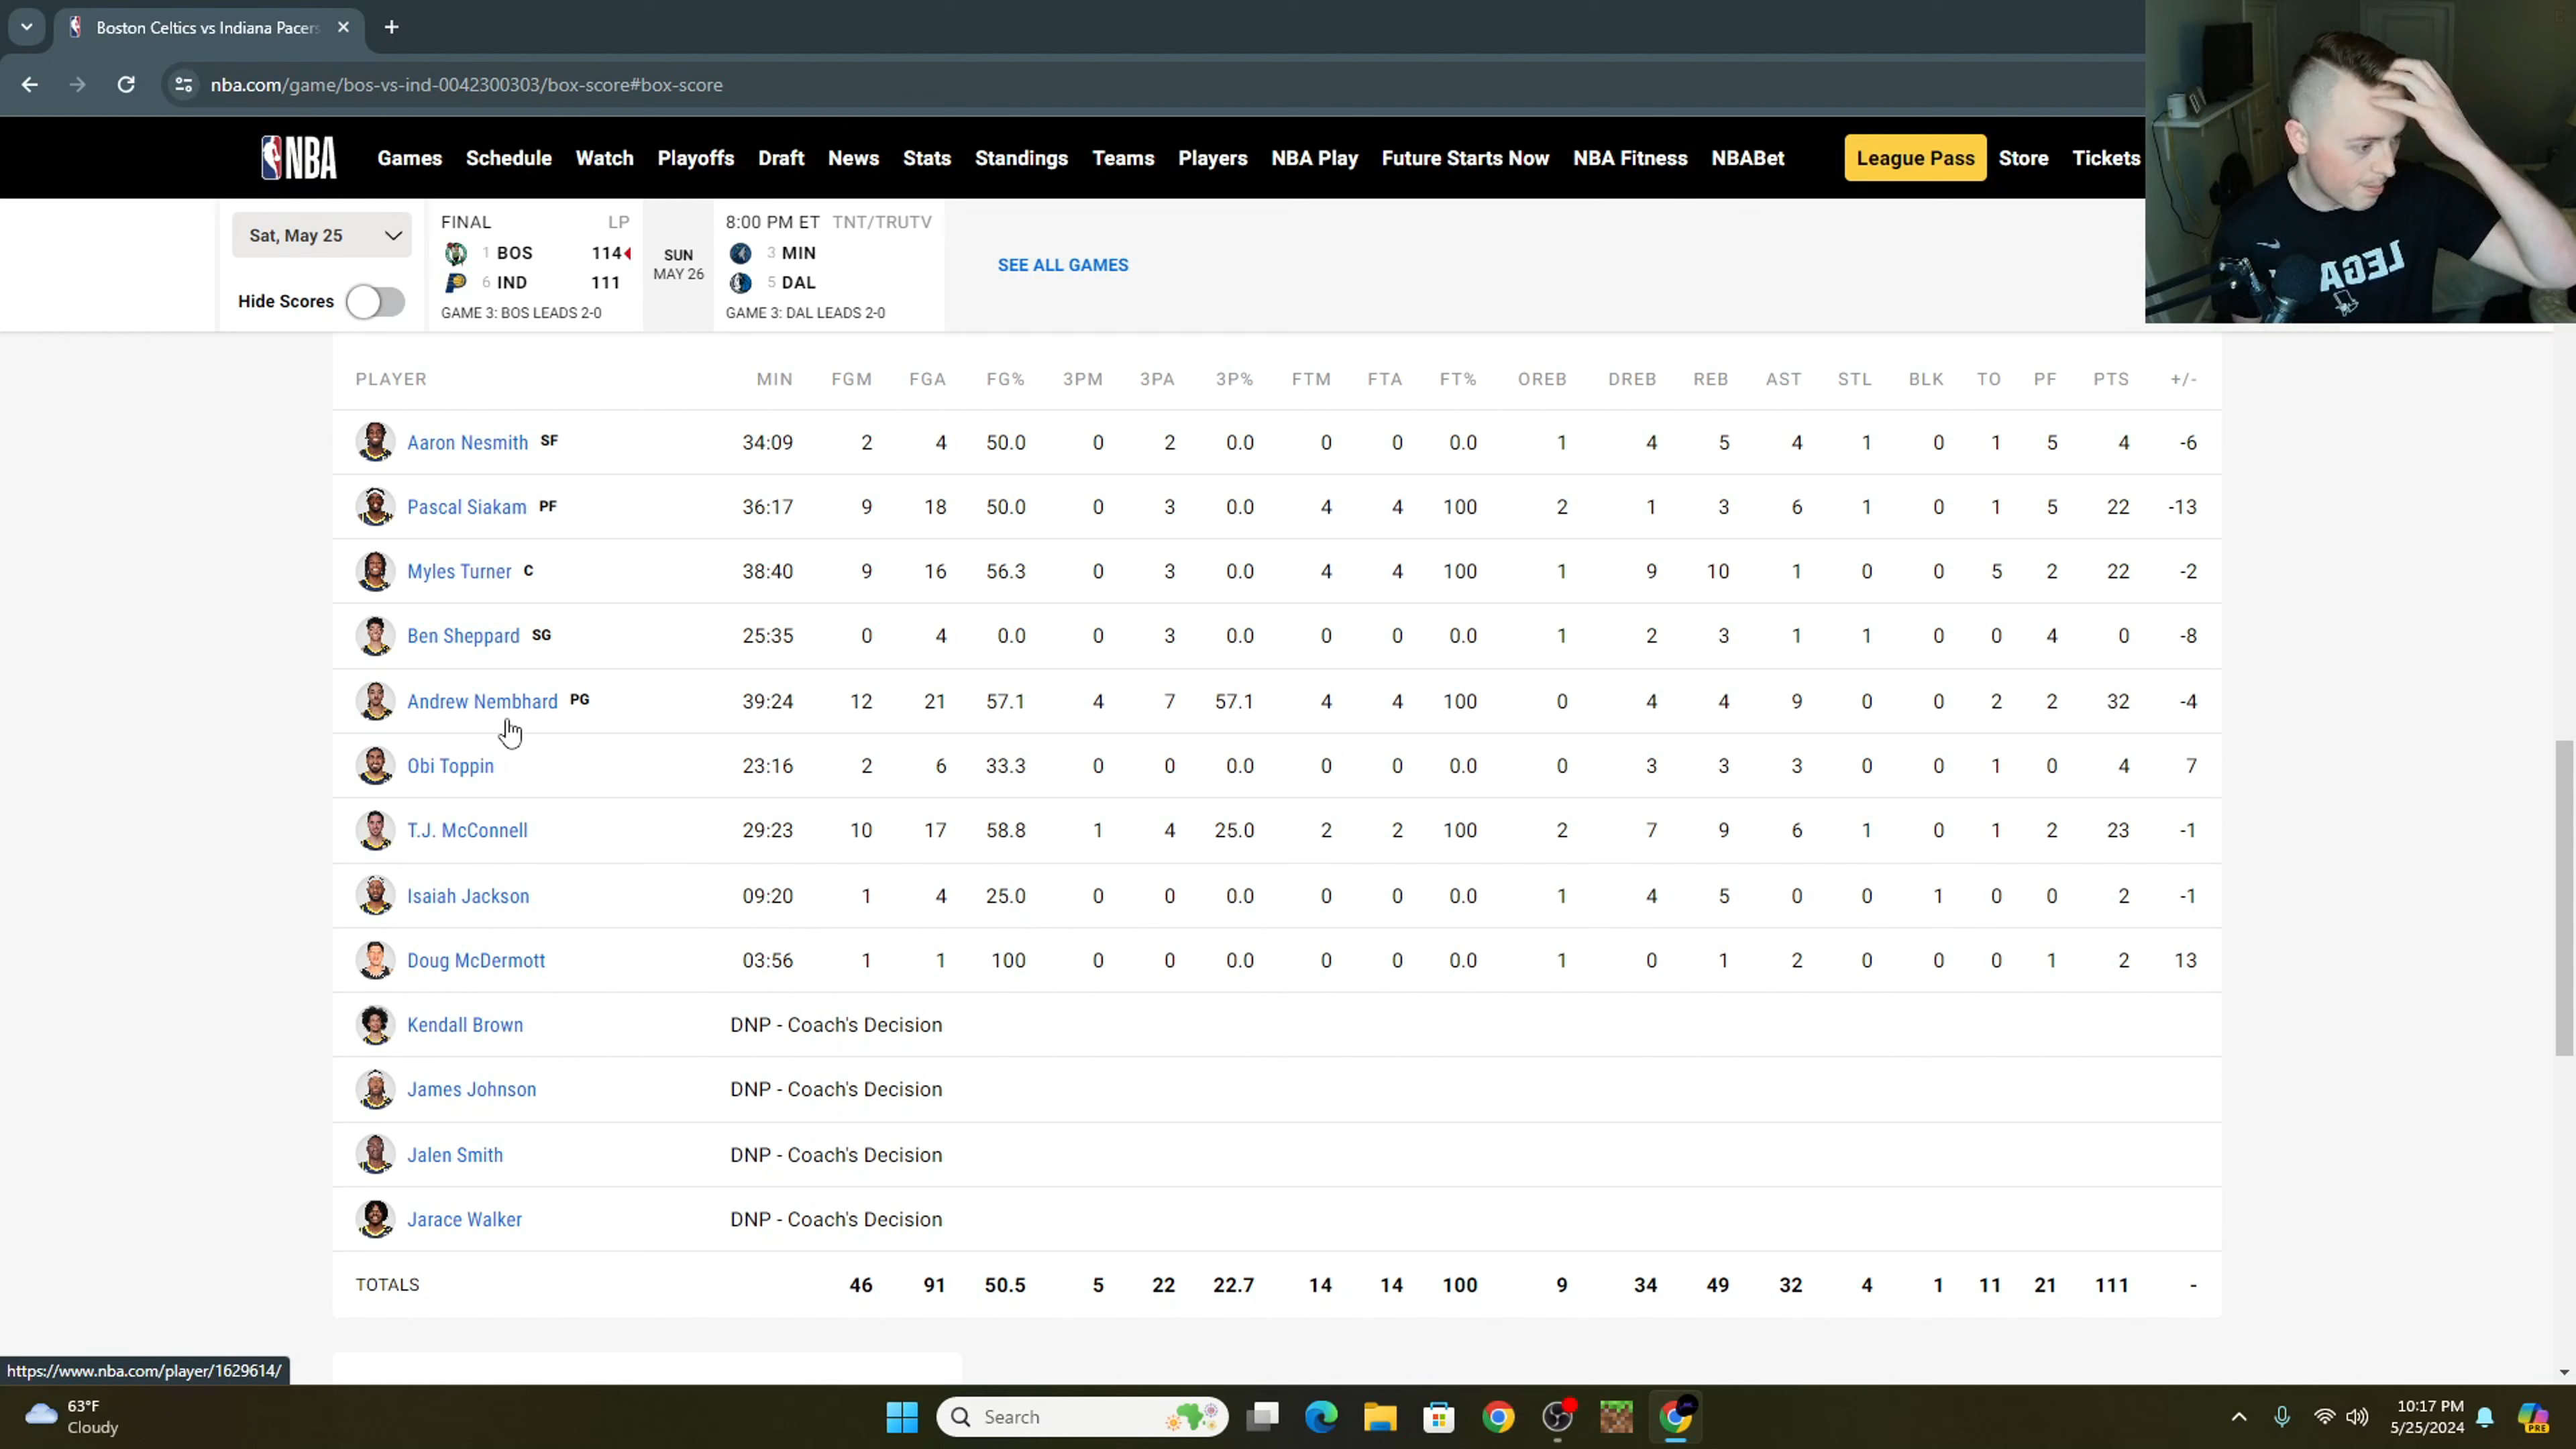 Boston Celtics vs Indiana Pacers
nba.com/game/bos-vs-ind-0042300303/box-score#box-score
NBA Games Schedule Watch Playoffs Draft News Stats Standings Teams Players NBA Play Future Starts Now NBA Fitness NBABet League Pass Store Tickets
Sat, May 25
Hide Scores
FINAL LP
1 BOS 114
6 IND 111
GAME 3: BOS LEADS 2-0
SUN
MAY 26
8:00 PM ET TNT/TRUTV
3 MIN
5 DAL
GAME 3: DAL LEADS 2-0
SEE ALL GAMES
LEGA
PLAYER MIN FGM FGA FG% 3PM 3PA 3P% FTM FTA FT% OREB DREB REB AST STL BLK TO PF PTS +/-
Aaron Nesmith SF 34:09 2 4 50.0 0 2 0.0 0 0 0.0 1 4 5 4 1 0 1 5 4 -6
Pascal Siakam PF 36:17 9 18 50.0 0 3 0.0 4 4 100 2 1 3 6 1 0 1 5 22 -13
Myles Turner C 38:40 9 16 56.3 0 3 0.0 4 4 100 1 9 10 1 0 0 5 2 22 -2
Ben Sheppard SG 25:35 0 4 0.0 0 3 0.0 0 0 0.0 1 2 3 1 1 0 0 4 0 -8
Andrew Nembhard PG 39:24 12 21 57.1 4 7 57.1 4 4 100 0 4 4 9 0 0 2 2 32 -4
Obi Toppin 23:16 2 6 33.3 0 0 0.0 0 0 0.0 0 3 3 3 0 0 1 0 4 7
T.J. McConnell 29:23 10 17 58.8 1 4 25.0 2 2 100 2 7 9 6 1 0 1 2 23 -1
Isaiah Jackson 09:20 1 4 25.0 0 0 0.0 0 0 0.0 1 4 5 0 0 1 0 0 2 -1
Doug McDermott 03:56 1 1 100 0 0 0.0 0 0 0.0 1 0 1 2 0 0 0 1 2 13
Kendall Brown DNP - Coach's Decision
James Johnson DNP - Coach's Decision
Jalen Smith DNP - Coach's Decision
Jarace Walker DNP - Coach's Decision
TOTALS 46 91 50.5 5 22 22.7 14 14 100 9 34 49 32 4 1 11 21 111 -
https://www.nba.com/player/1629614/
63°F
Cloudy
Search
10:17 PM
5/25/2024
PRE